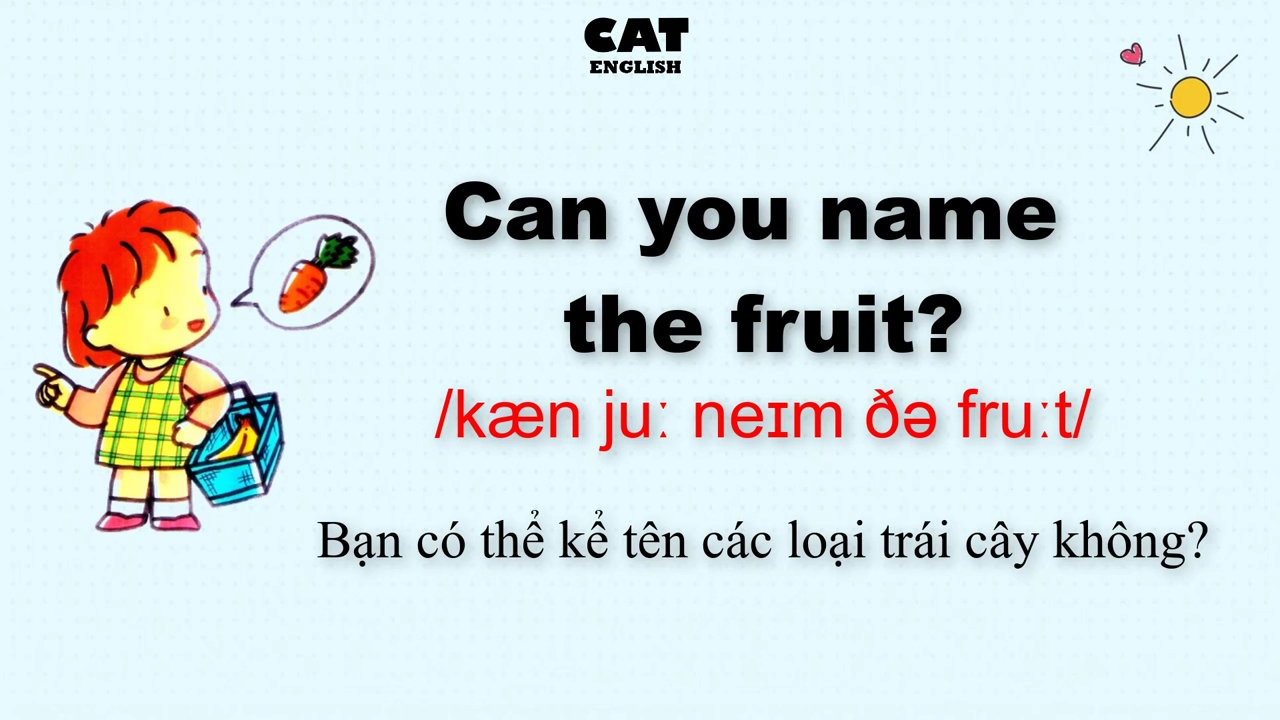 CAT
ENGLISH
Can you name
the fruit?
/kæn juː neɪm ðə fruːt/
Bạn có thể kể tên các loại trái cây không?